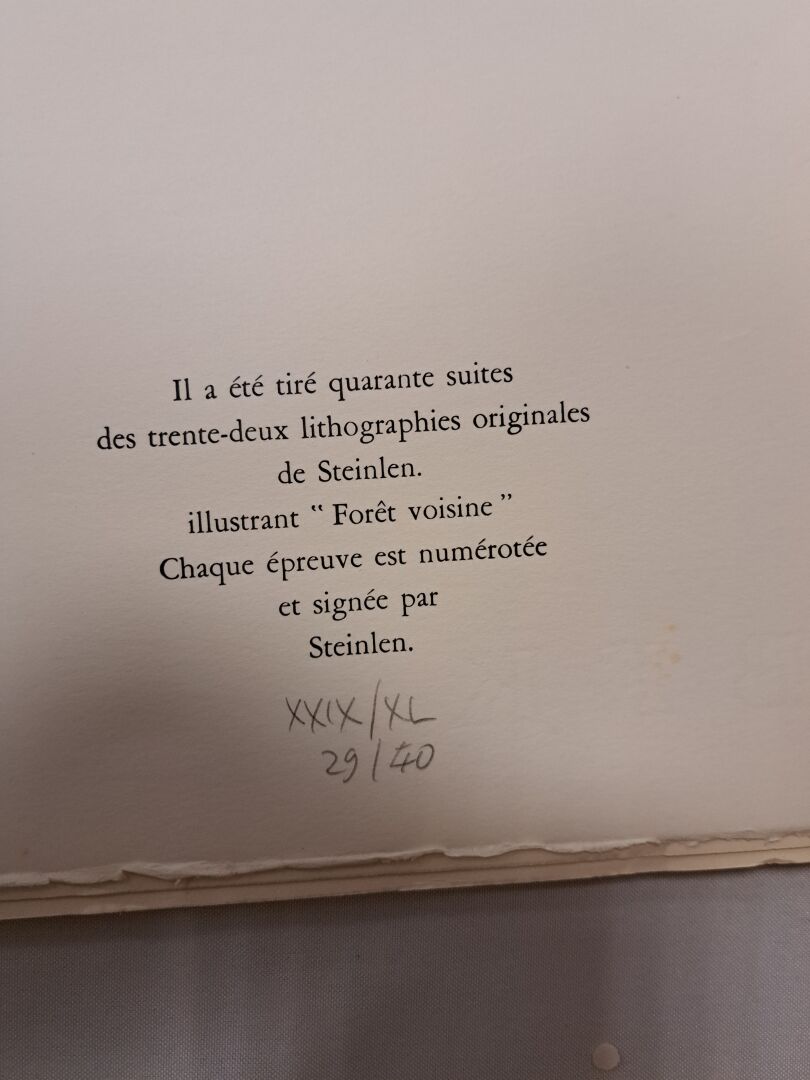 Il a été tiré quarante suites
des trente-deux lithographies originales
de Steinlen.
illustrant “ Forêt voisine ”
Chaque épreuve est numérotée
et signée par
Steinlen.
XXIX/XL
29/40